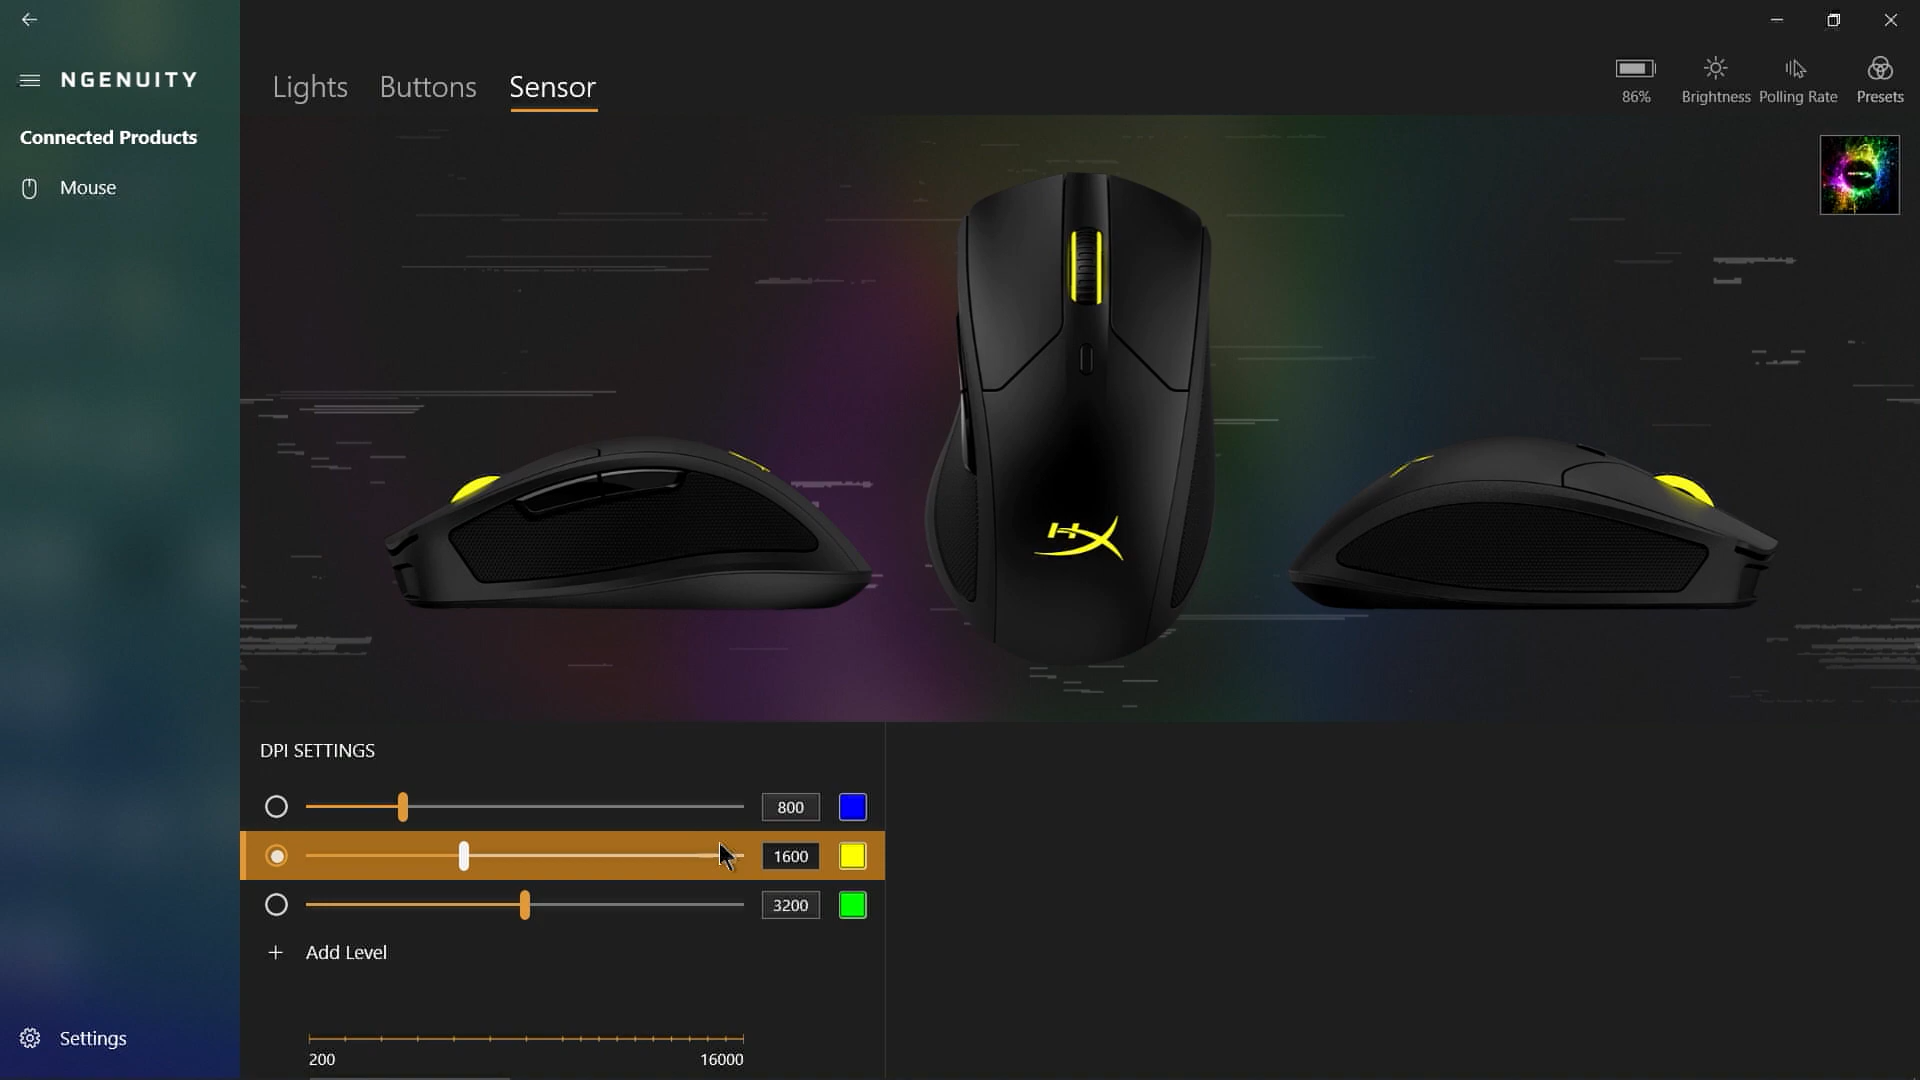 NGENUITY
Connected Products
Mouse
Settings
Lights Buttons Sensor
86% Brightness Polling Rate Presets
HX
DPI SETTINGS
800
1600
3200
+ Add Level
200 16000